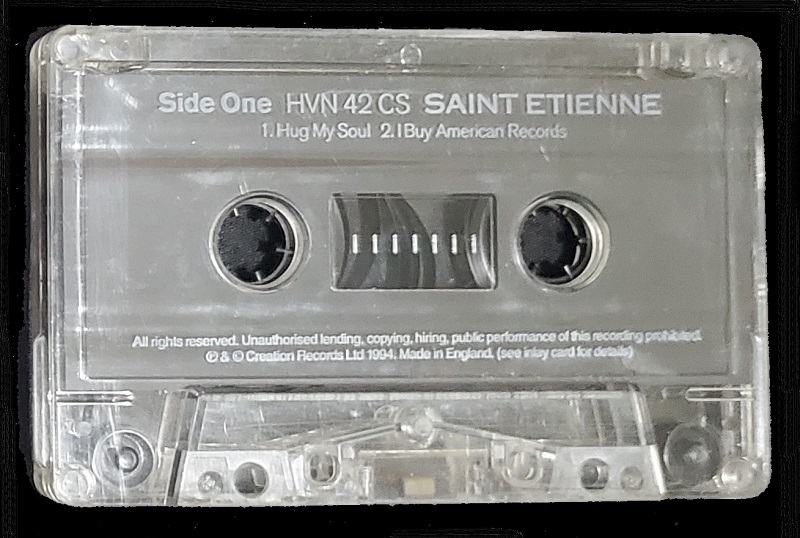 Side One HVN 42 CS SAINT ETIENNE
1. Hug My Soul 2. I Buy American Records
All rights reserved. Unauthorised lending, copying, hiring, public performance of this recording prohibited.
℗ & © Creation Records Ltd 1994. Made in England. (see inlay card for details)